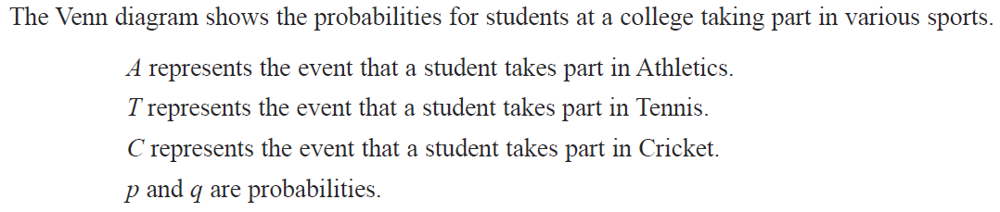 The Venn diagram shows the probabilities for students at a college taking part in various sports.
A represents the event that a student takes part in Athletics.
T represents the event that a student takes part in Tennis.
C represents the event that a student takes part in Cricket.
p and q are probabilities.